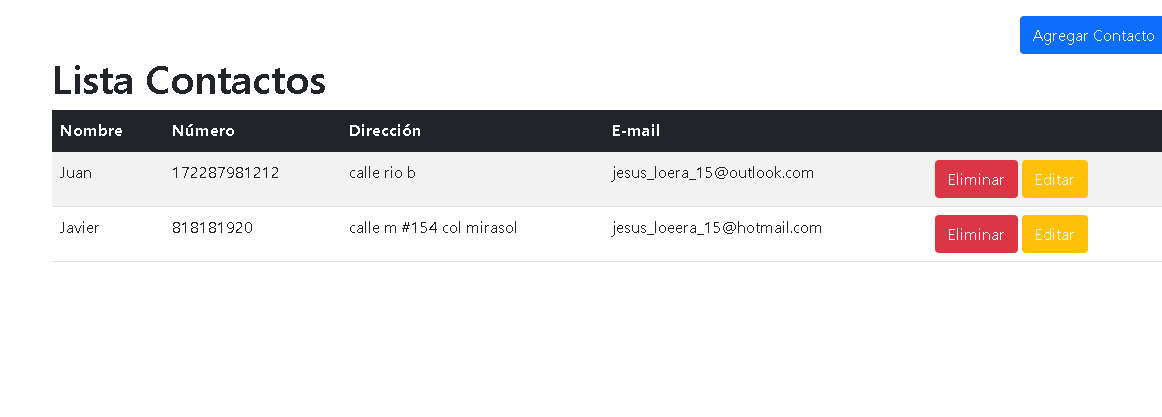 Agregar Contacto
Lista Contactos
Nombre Número Dirección E-mail
Juan 172287981212 calle rio b jesus_loera_15@outlook.com Eliminar Editar
Javier 818181920 calle m #154 col mirasol jesus_loeera_15@hotmail.com Eliminar Editar